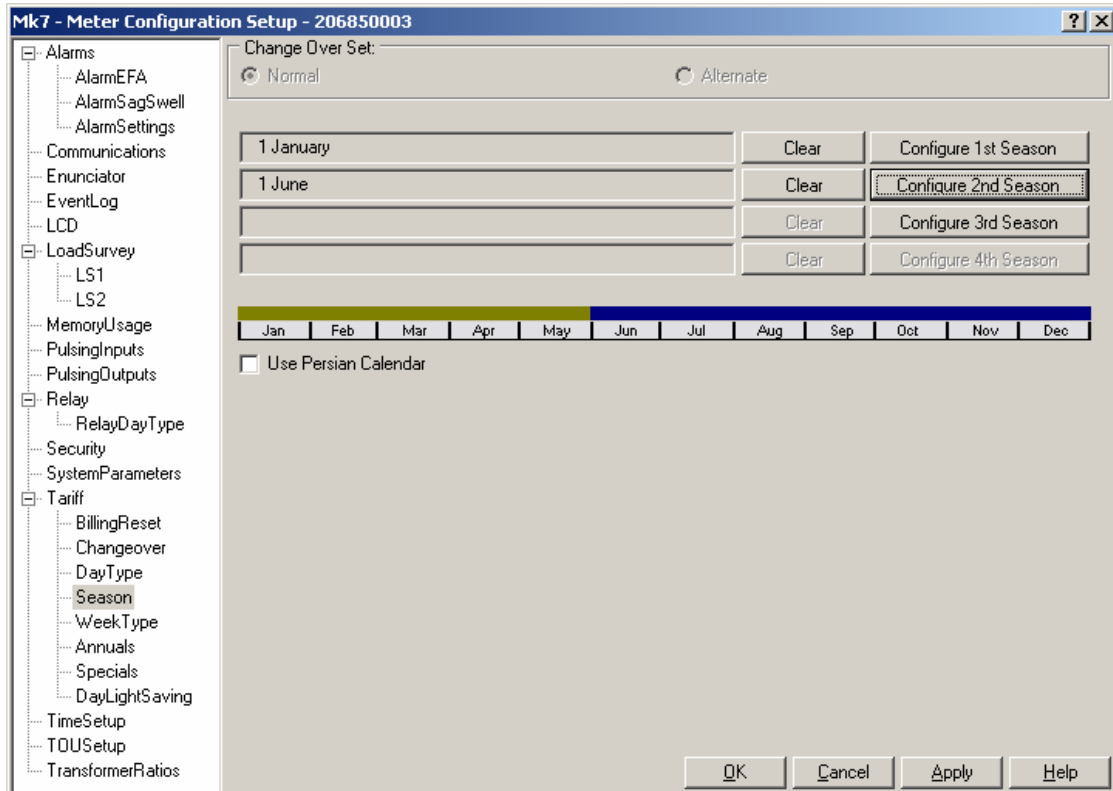 Mk7 - Meter Configuration Setup - 206850003
? ×
Alarms
AlarmEFA
AlarmSagSwell
AlarmSettings
Communications
Enunciator
EventLog
LCD
LoadSurvey
LS1
LS2
MemoryUsage
PulsingInputs
PulsingOutputs
Relay
RelayDayType
Security
SystemParameters
Tariff
BillingReset
Changeover
DayType
Season
WeekType
Annuals
Specials
DayLightSaving
TimeSetup
TOUSetup
TransformerRatios
Change Over Set:
Normal Alternate
1 January Clear Configure 1st Season
1 June Clear Configure 2nd Season
Clear Configure 3rd Season
Clear Configure 4th Season
Jan Feb Mar Apr May Jun Jul Aug Sep Oct Nov Dec
Use Persian Calendar
OK Cancel Apply Help